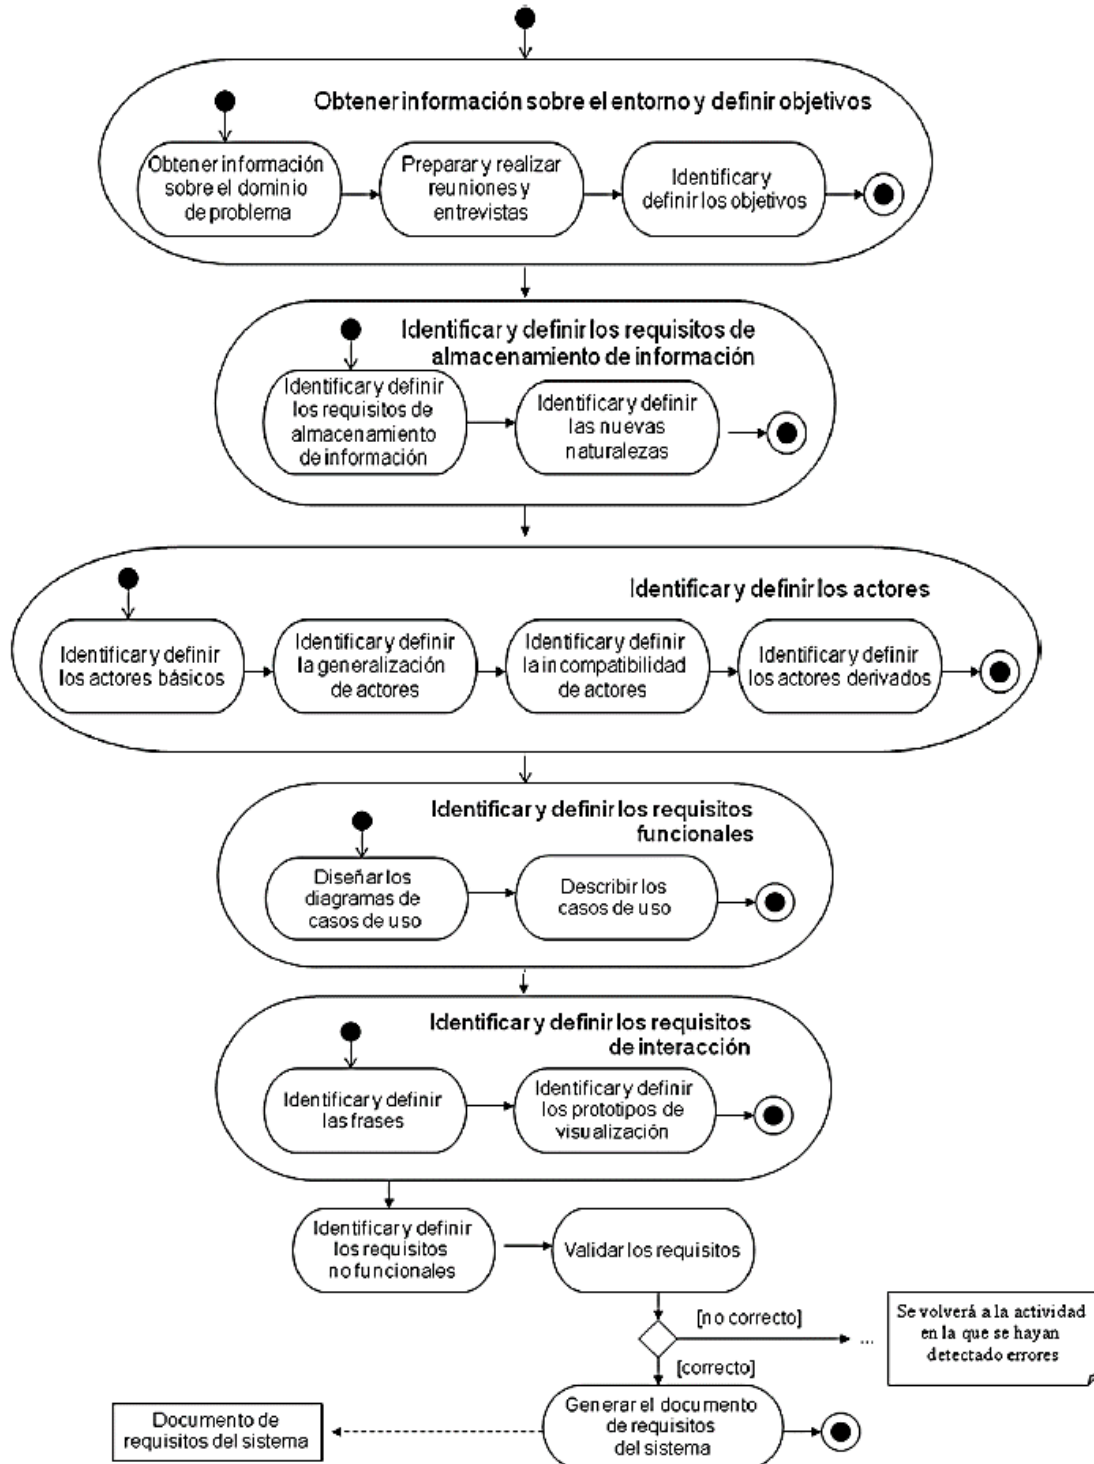 Obtener información sobre el entorno y definir objetivos
Obtener información
sobre el dominio
de problema
Preparar y realizar
reuniones y
entrevistas
Identificar y
definir los objetivos
Identificar y definir los requisitos de
almacenamiento de información
Identificar y definir
los requisitos de
almacenamiento
de información
Identificar y definir
las nuevas
naturalezas
Identificar y definir los actores
Identificar y definir
los actores básicos
Identificar y definir
la generalización
de actores
Identificar y definir
la incompatibilidad
de actores
Identificar y definir
los actores derivados
Identificar y definir los requisitos
funcionales
Diseñar los
diagramas de
casos de uso
Describir los
casos de uso
Identificar y definir los requisitos
de interacción
Identificar y definir
las frases
Identificar y definir
los prototipos de
visualización
Identificar y definir
los requisitos
no funcionales
Validar los requisitos
[no correcto]
...
Se volverá a la actividad
en la que se hayan
detectado errores
[correcto]
Generar el documento
de requisitos
del sistema
Documento de
requisitos del sistema